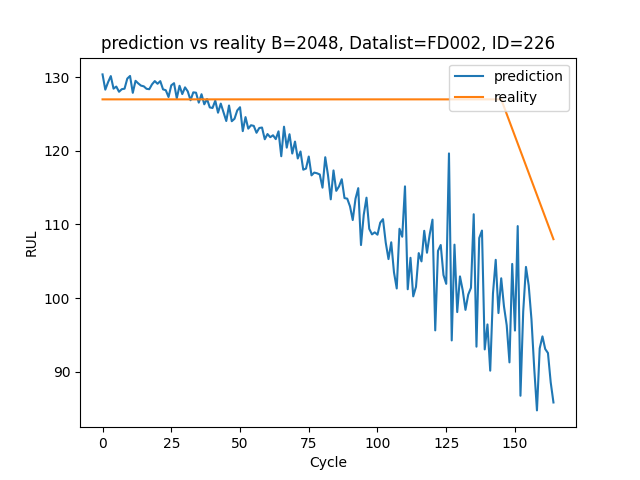 prediction vs reality B=2048, Datalist=FD002, ID=226
prediction
reality
130
120
110
100
90
RUL
0 25 50 75 100 125 150
Cycle